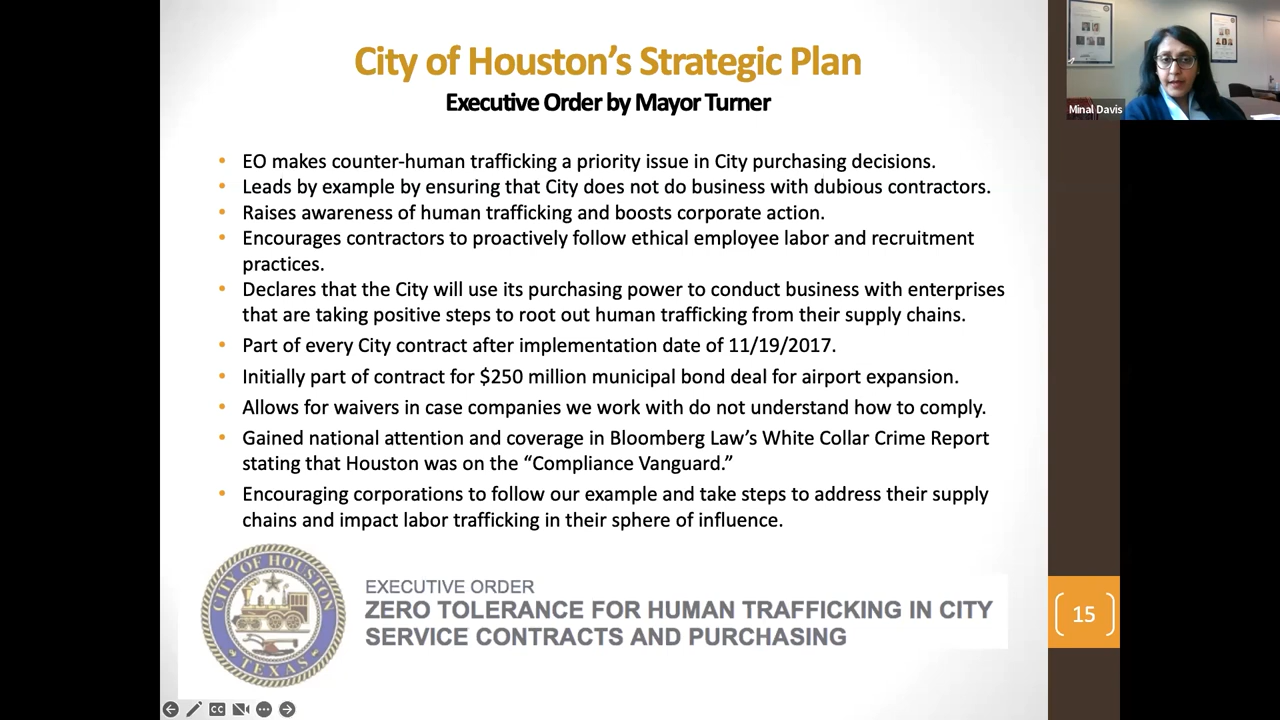 City of Houston's Strategic Plan
Executive Order by Mayor Turner
• EO makes counter-human trafficking a priority issue in City purchasing decisions.
• Leads by example by ensuring that City does not do business with dubious contractors.
• Raises awareness of human trafficking and boosts corporate action.
• Encourages contractors to proactively follow ethical employee labor and recruitment
practices.
• Declares that the City will use its purchasing power to conduct business with enterprises
that are taking positive steps to root out human trafficking from their supply chains.
• Part of every City contract after implementation date of 11/19/2017.
• Initially part of contract for $250 million municipal bond deal for airport expansion.
• Allows for waivers in case companies we work with do not understand how to comply.
• Gained national attention and coverage in Bloomberg Law's White Collar Crime Report
stating that Houston was on the “Compliance Vanguard.”
• Encouraging corporations to follow our example and take steps to address their supply
chains and impact labor trafficking in their sphere of influence.
CITY OF HOUSTON
TEXAS
EXECUTIVE ORDER
ZERO TOLERANCE FOR HUMAN TRAFFICKING IN CITY
SERVICE CONTRACTS AND PURCHASING
15
Minal Davis
CC